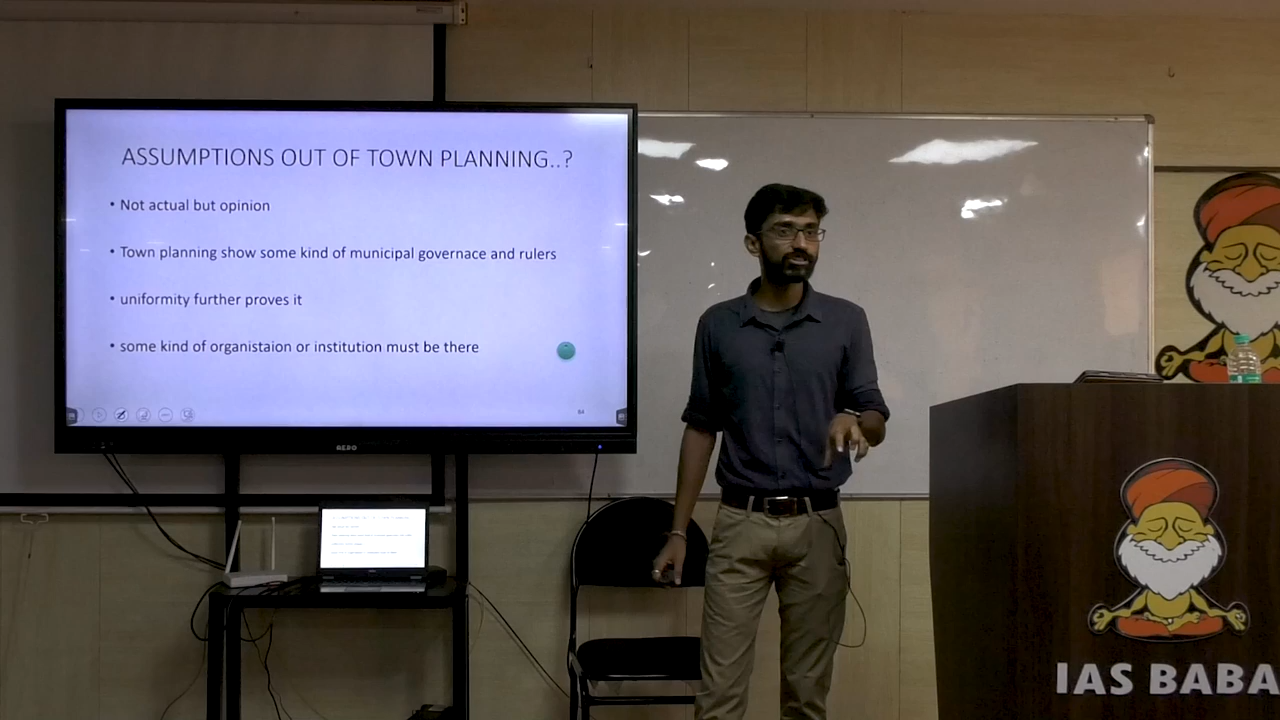 ASSUMPTIONS OUT OF TOWN PLANNING..?
• Not actual but opinion
• Town planning show some kind of municipal governace and rulers
• uniformity further proves it
• some kind of organistaion or institution must be there
AEDO
IAS BABA